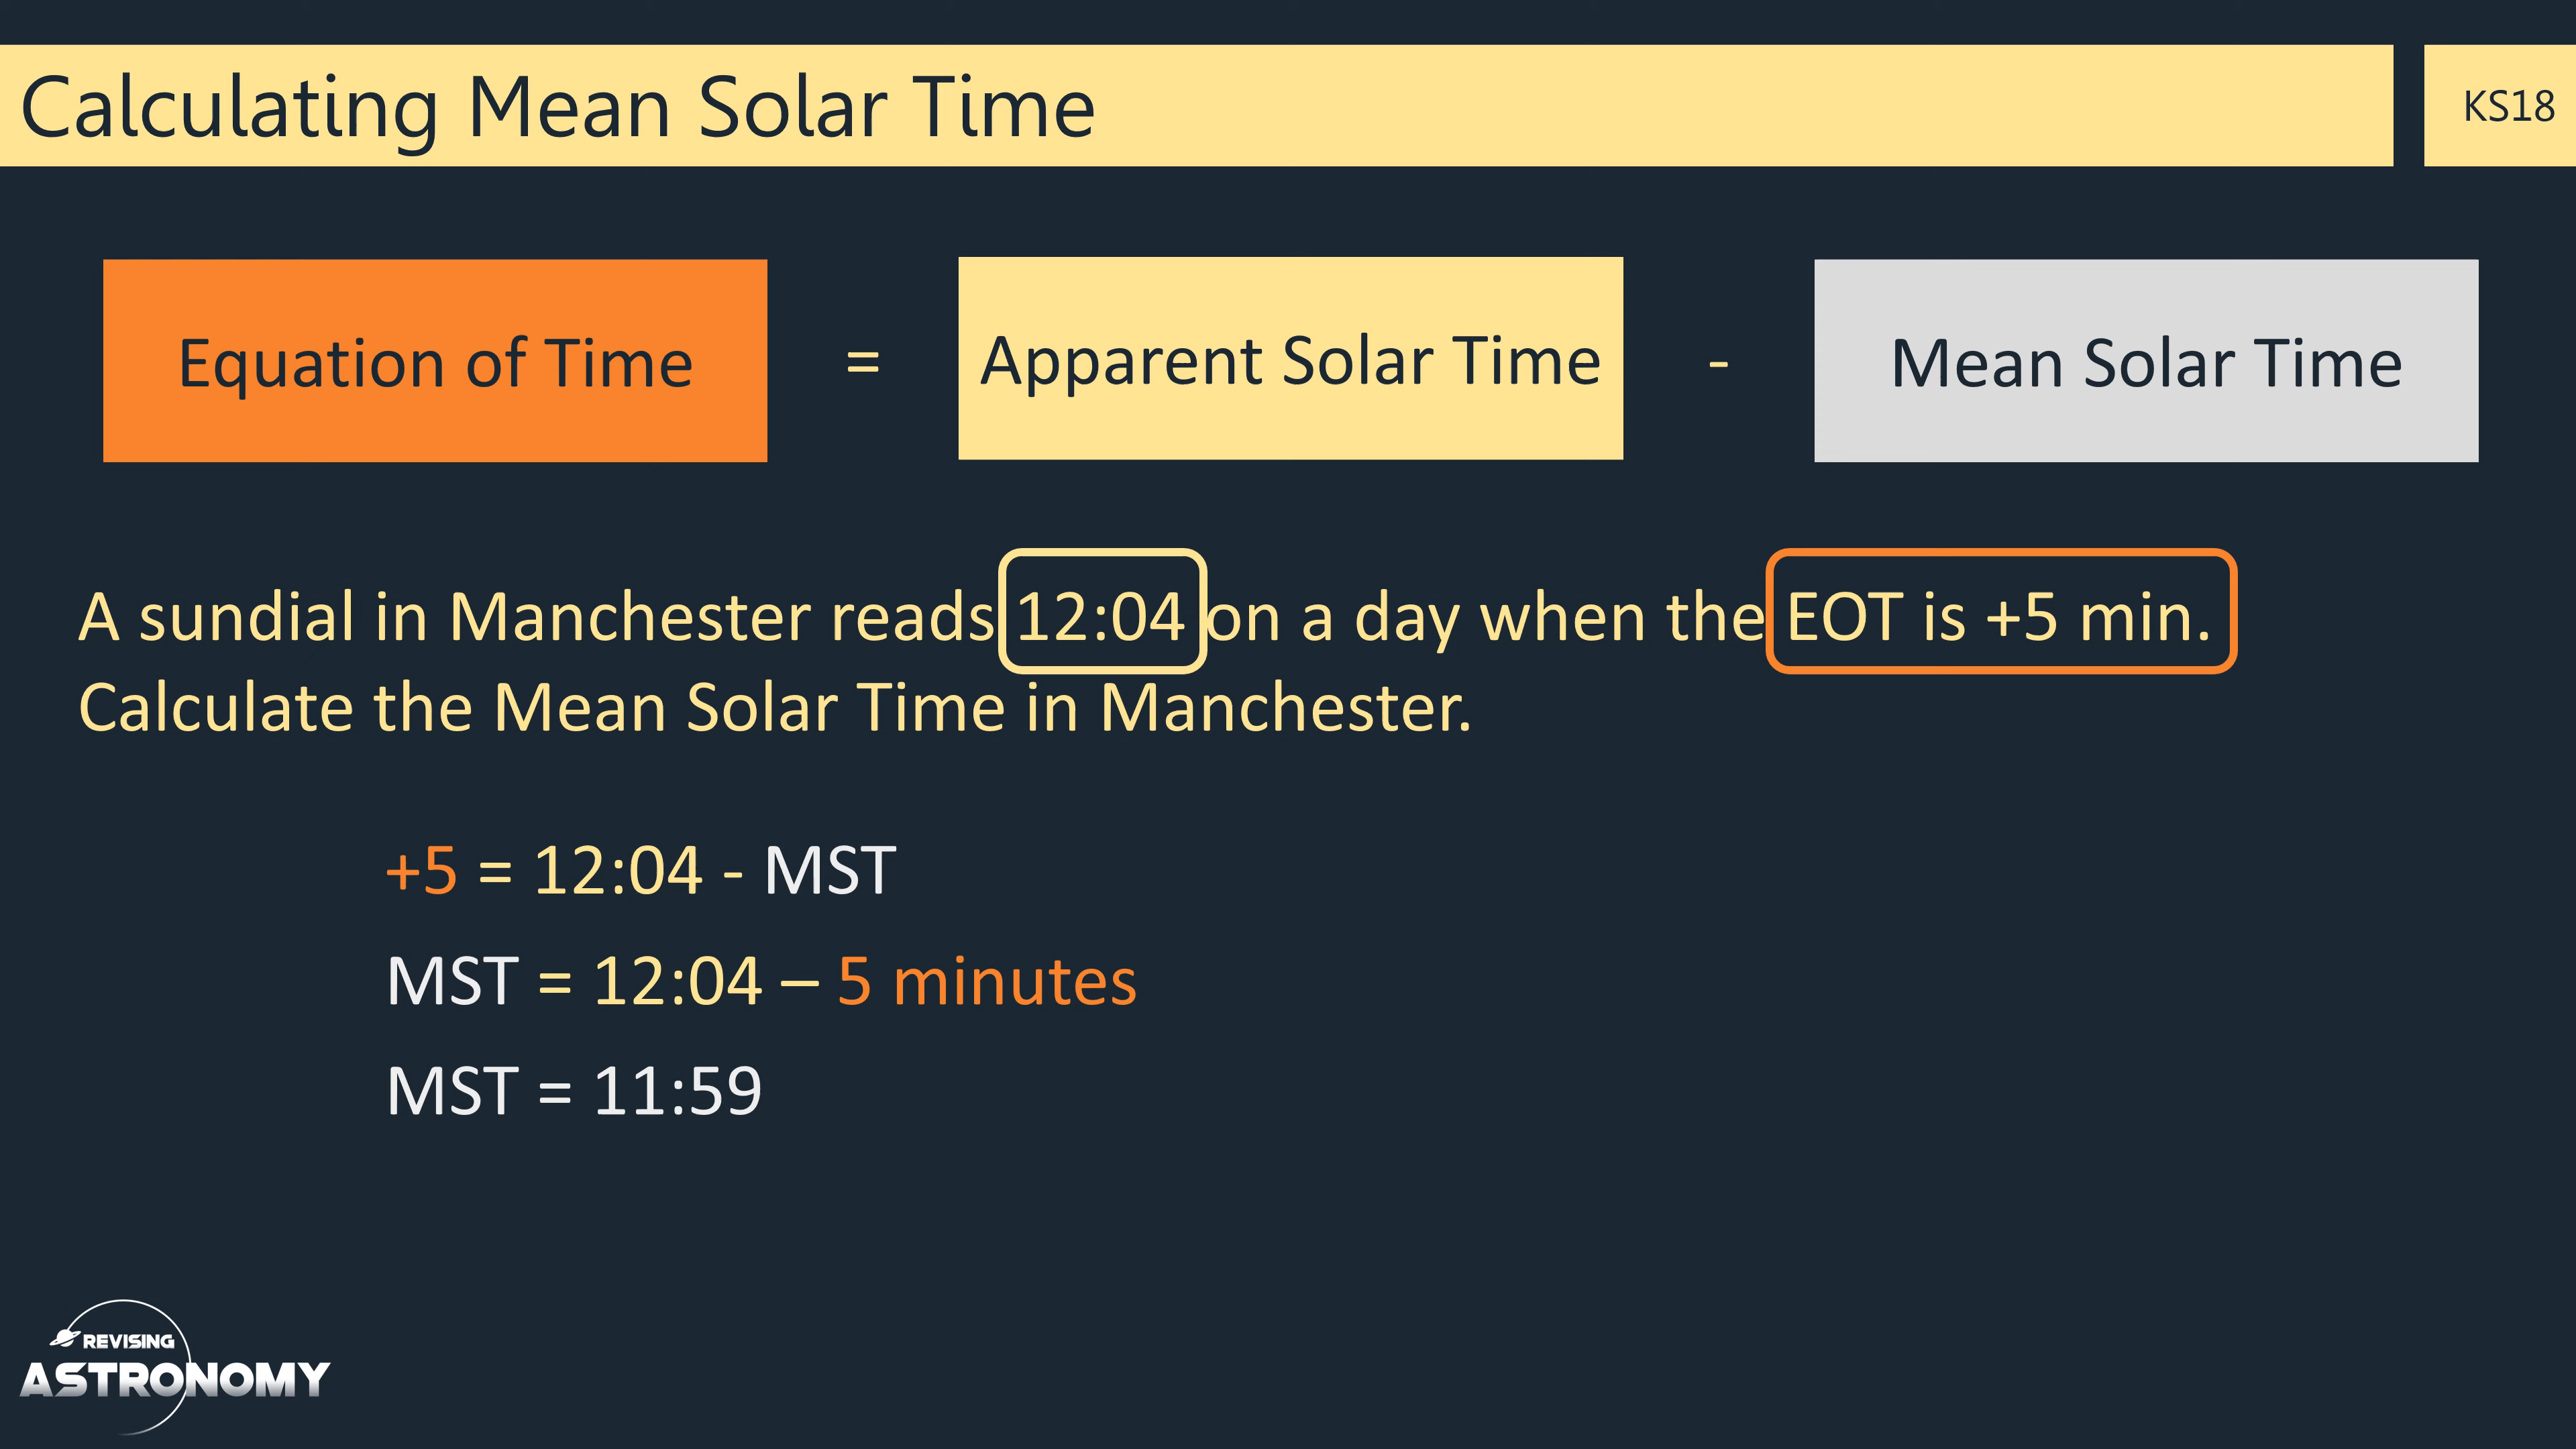 Calculating Mean Solar Time
KS18
Equation of Time = Apparent Solar Time - Mean Solar Time
A sundial in Manchester reads 12:04 on a day when the EOT is +5 min.
Calculate the Mean Solar Time in Manchester.
+5 = 12:04 - MST
MST = 12:04 – 5 minutes
MST = 11:59
REVISING
ASTRONOMY